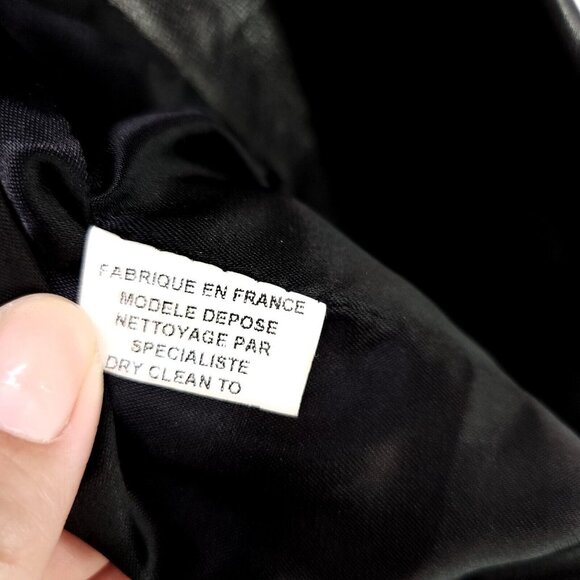 FABRIQUE EN FRANCE
MODELE DEPOSE
NETTOYAGE PAR
SPECIALISTE
DRY CLEAN TO